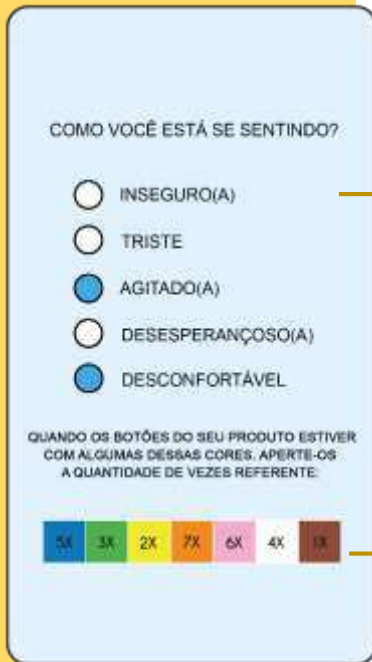 COMO VOCÊ ESTÁ SE SENTINDO?
INSEGURO(A)
TRISTE
AGITADO(A)
DESESPERANÇOSO(A)
DESCONFORTÁVEL
QUANDO OS BOTÕES DO SEU PRODUTO ESTIVER
COM ALGUMAS DESSAS CORES. APERTE-OS
A QUANTIDADE DE VEZES REFERENTE:
5X 3X 2X 7X 6X 4X 1X